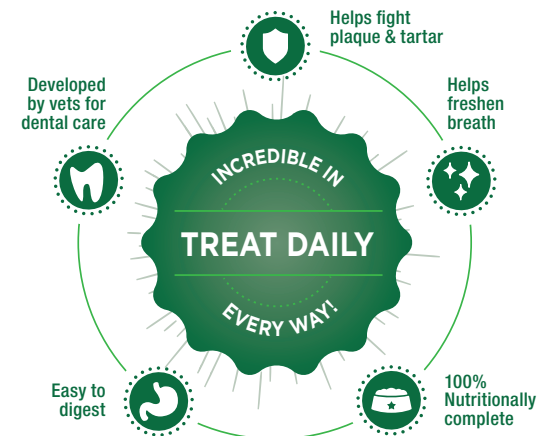 Helps fight
plaque & tartar
Developed
by vets for
dental care
Helps
freshen
breath
INCREDIBLE IN
TREAT DAILY
EVERY WAY!
Easy to
digest
100%
Nutritionally
complete